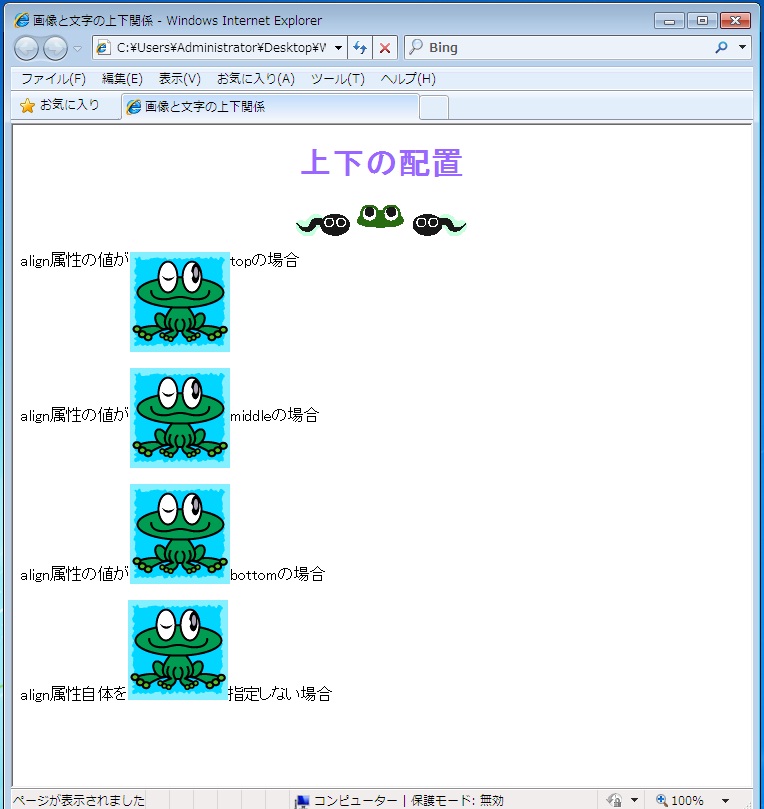 画像と文字の上下関係 - Windows Internet Explorer
C:¥Users¥Administrator¥Desktop¥W
Bing
ファイル(F) 編集(E) 表示(V) お気に入り(A) ツール(T) ヘルプ(H)
お気に入り 画像と文字の上下関係
上下の配置
align属性の値が topの場合
align属性の値が middleの場合
align属性の値が bottomの場合
align属性自体を 指定しない場合
ページが表示されました コンピューター | 保護モード: 無効 100%